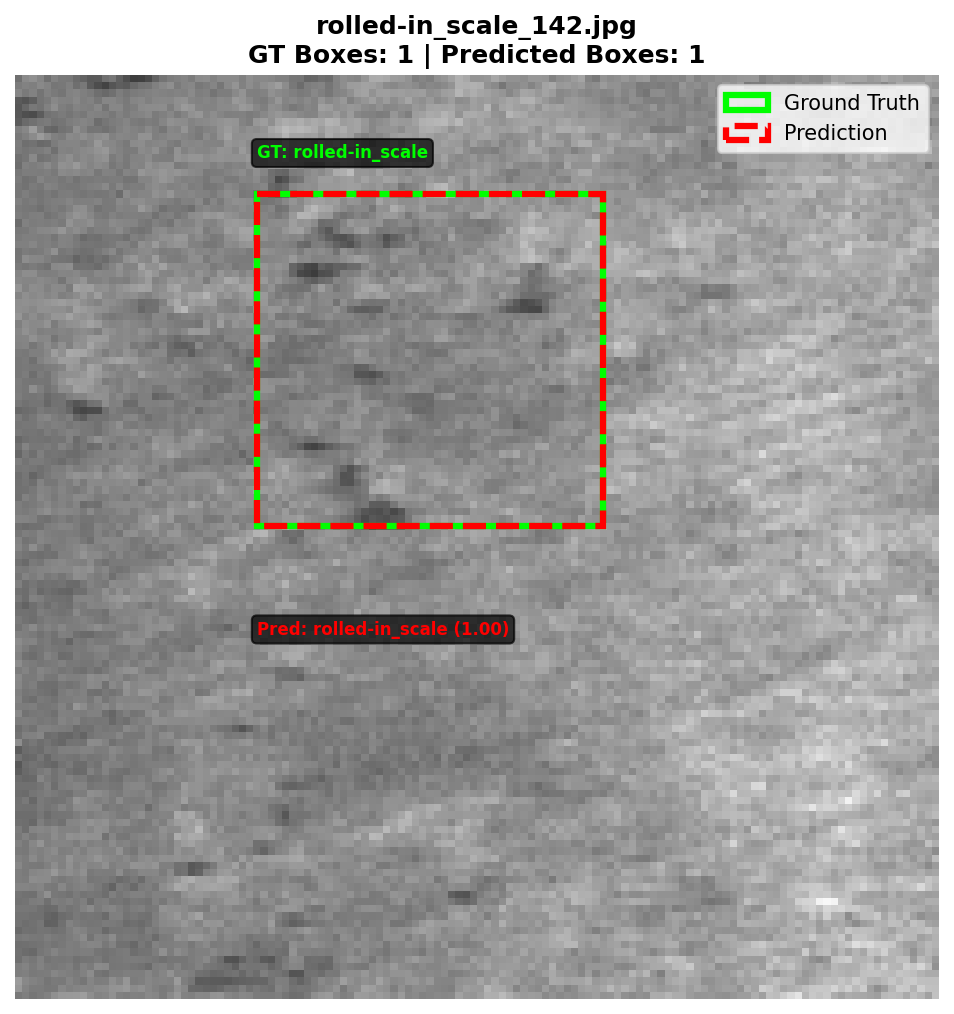 rolled-in_scale_142.jpg
GT Boxes: 1 | Predicted Boxes: 1
Ground Truth
Prediction
GT: rolled-in_scale
Pred: rolled-in_scale (1.00)